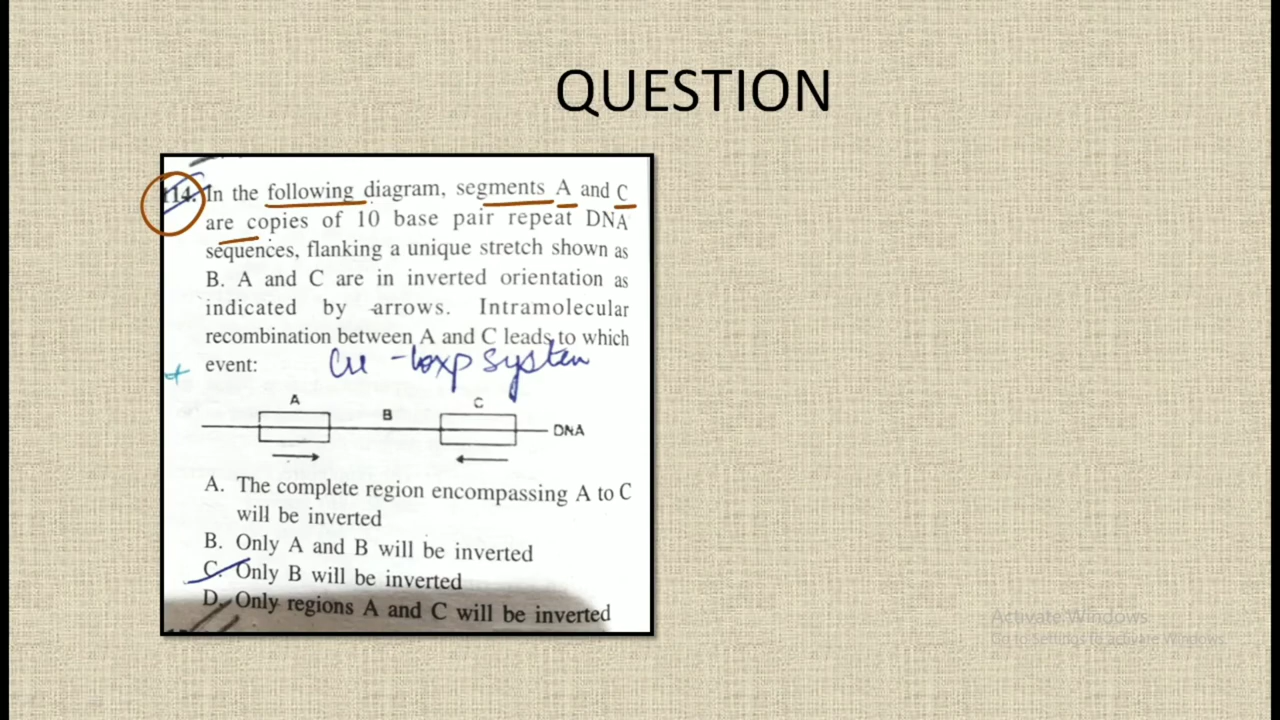 QUESTION
114. In the following diagram, segments A and C
are copies of 10 base pair repeat DNA
sequences, flanking a unique stretch shown as
B. A and C are in inverted orientation as
indicated by arrows. Intramolecular
recombination between A and C leads to which
event:
Cre-loxp system
A
B
C
DNA
A. The complete region encompassing A to C
will be inverted
B. Only A and B will be inverted
C. Only B will be inverted
D. Only regions A and C will be inverted
Activate Windows
Go to Settings to activate Windows.